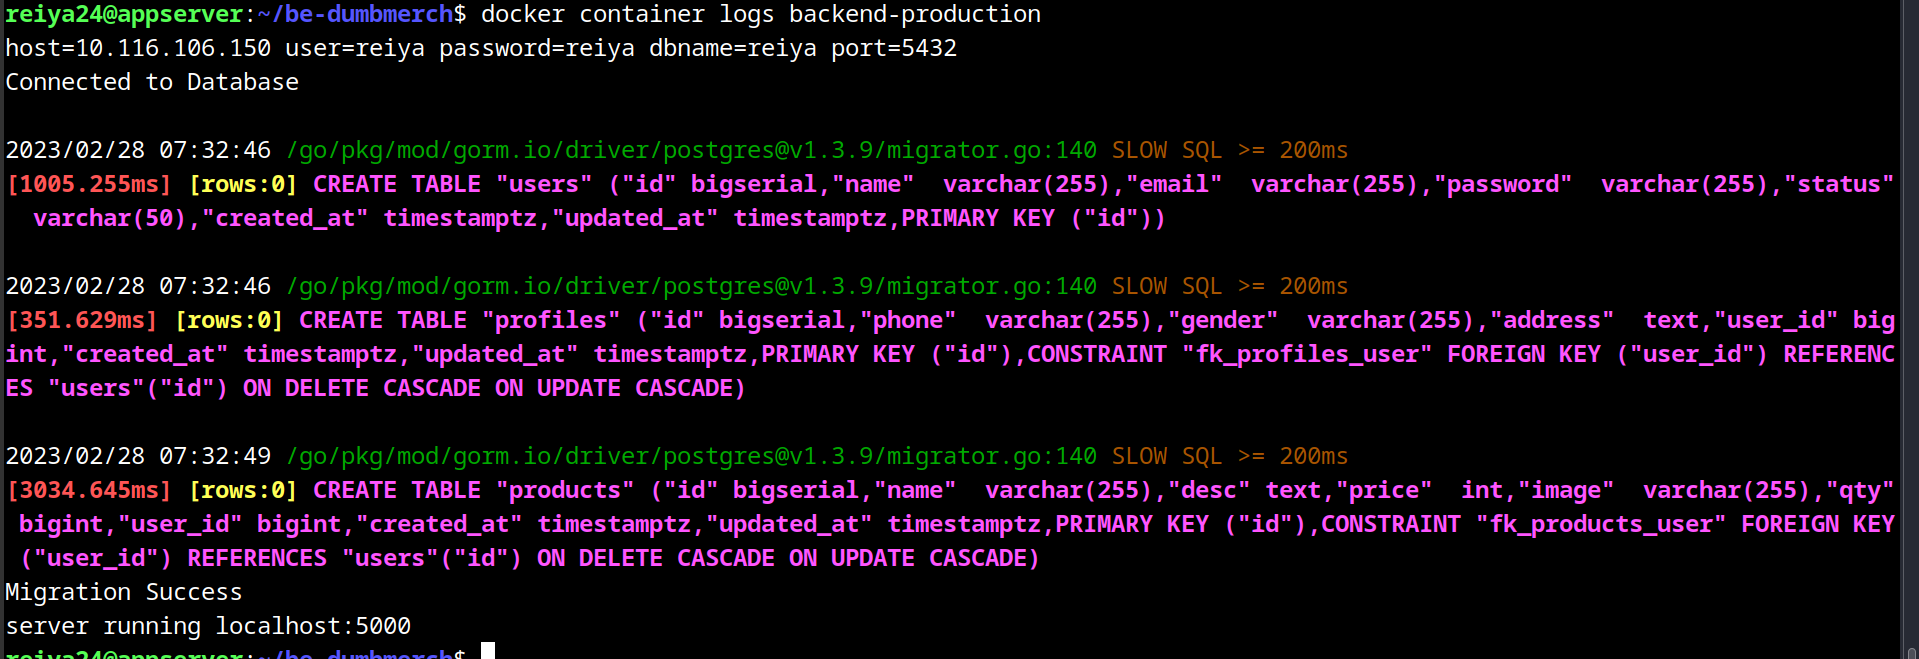 reiya24@appserver:~/be-dumbmerch$ docker container logs backend-production
host=10.116.106.150 user=reiya password=reiya dbname=reiya port=5432
Connected to Database
2023/02/28 07:32:46 /go/pkg/mod/gorm.io/driver/postgres@v1.3.9/migrator.go:140 SLOW SQL >= 200ms
[1005.255ms] [rows:0] CREATE TABLE "users" ("id" bigserial,"name"  varchar(255),"email"  varchar(255),"password"  varchar(255),"status"
  varchar(50),"created_at" timestamptz,"updated_at" timestamptz,PRIMARY KEY ("id"))
2023/02/28 07:32:46 /go/pkg/mod/gorm.io/driver/postgres@v1.3.9/migrator.go:140 SLOW SQL >= 200ms
[351.629ms] [rows:0] CREATE TABLE "profiles" ("id" bigserial,"phone"  varchar(255),"gender"  varchar(255),"address"  text,"user_id" big
int,"created_at" timestamptz,"updated_at" timestamptz,PRIMARY KEY ("id"),CONSTRAINT "fk_profiles_user" FOREIGN KEY ("user_id") REFERENC
ES "users"("id") ON DELETE CASCADE ON UPDATE CASCADE)
2023/02/28 07:32:49 /go/pkg/mod/gorm.io/driver/postgres@v1.3.9/migrator.go:140 SLOW SQL >= 200ms
[3034.645ms] [rows:0] CREATE TABLE "products" ("id" bigserial,"name"  varchar(255),"desc" text,"price"  int,"image"  varchar(255),"qty"
 bigint,"user_id" bigint,"created_at" timestamptz,"updated_at" timestamptz,PRIMARY KEY ("id"),CONSTRAINT "fk_products_user" FOREIGN KEY
 ("user_id") REFERENCES "users"("id") ON DELETE CASCADE ON UPDATE CASCADE)
Migration Success
server running localhost:5000
reiya24@appserver:~/be-dumbmerch$